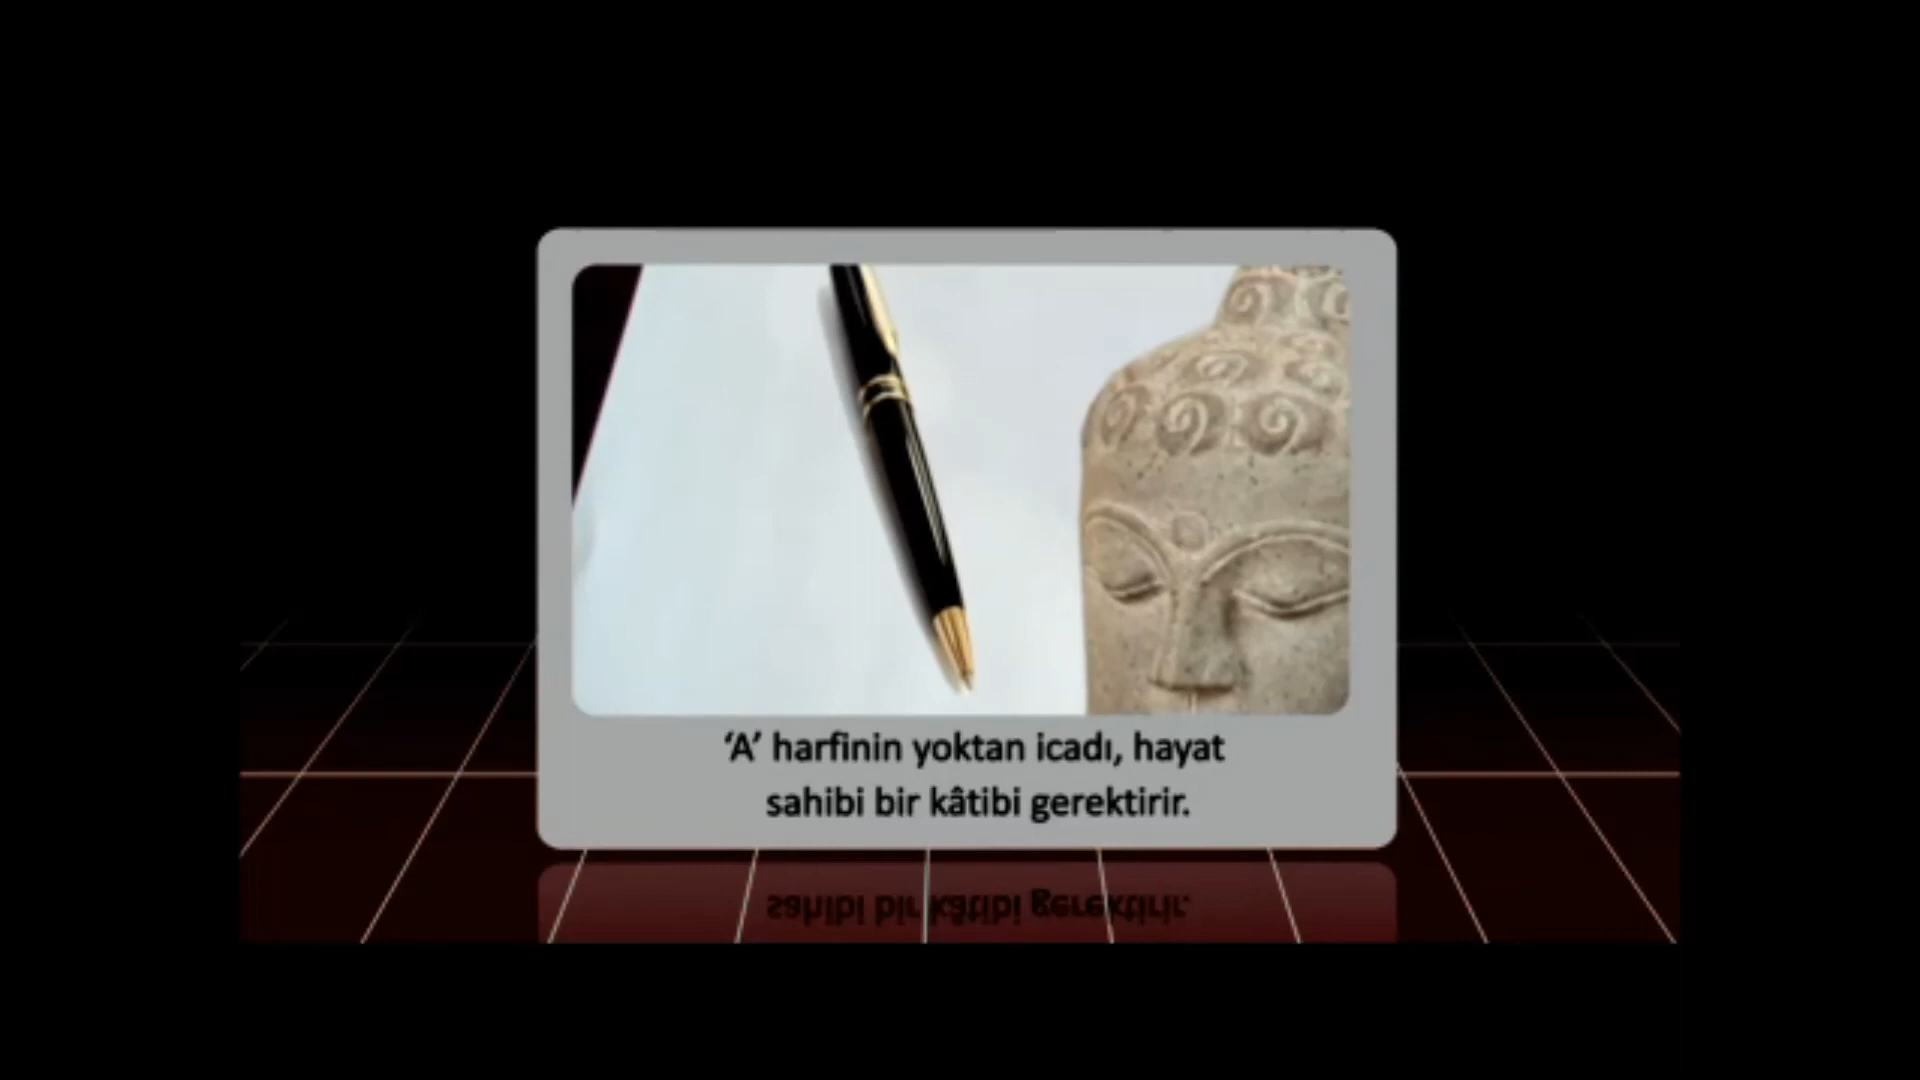 ‘A’ harfinin yoktan icadı, hayat
sahibi bir kâtibi gerektirir.